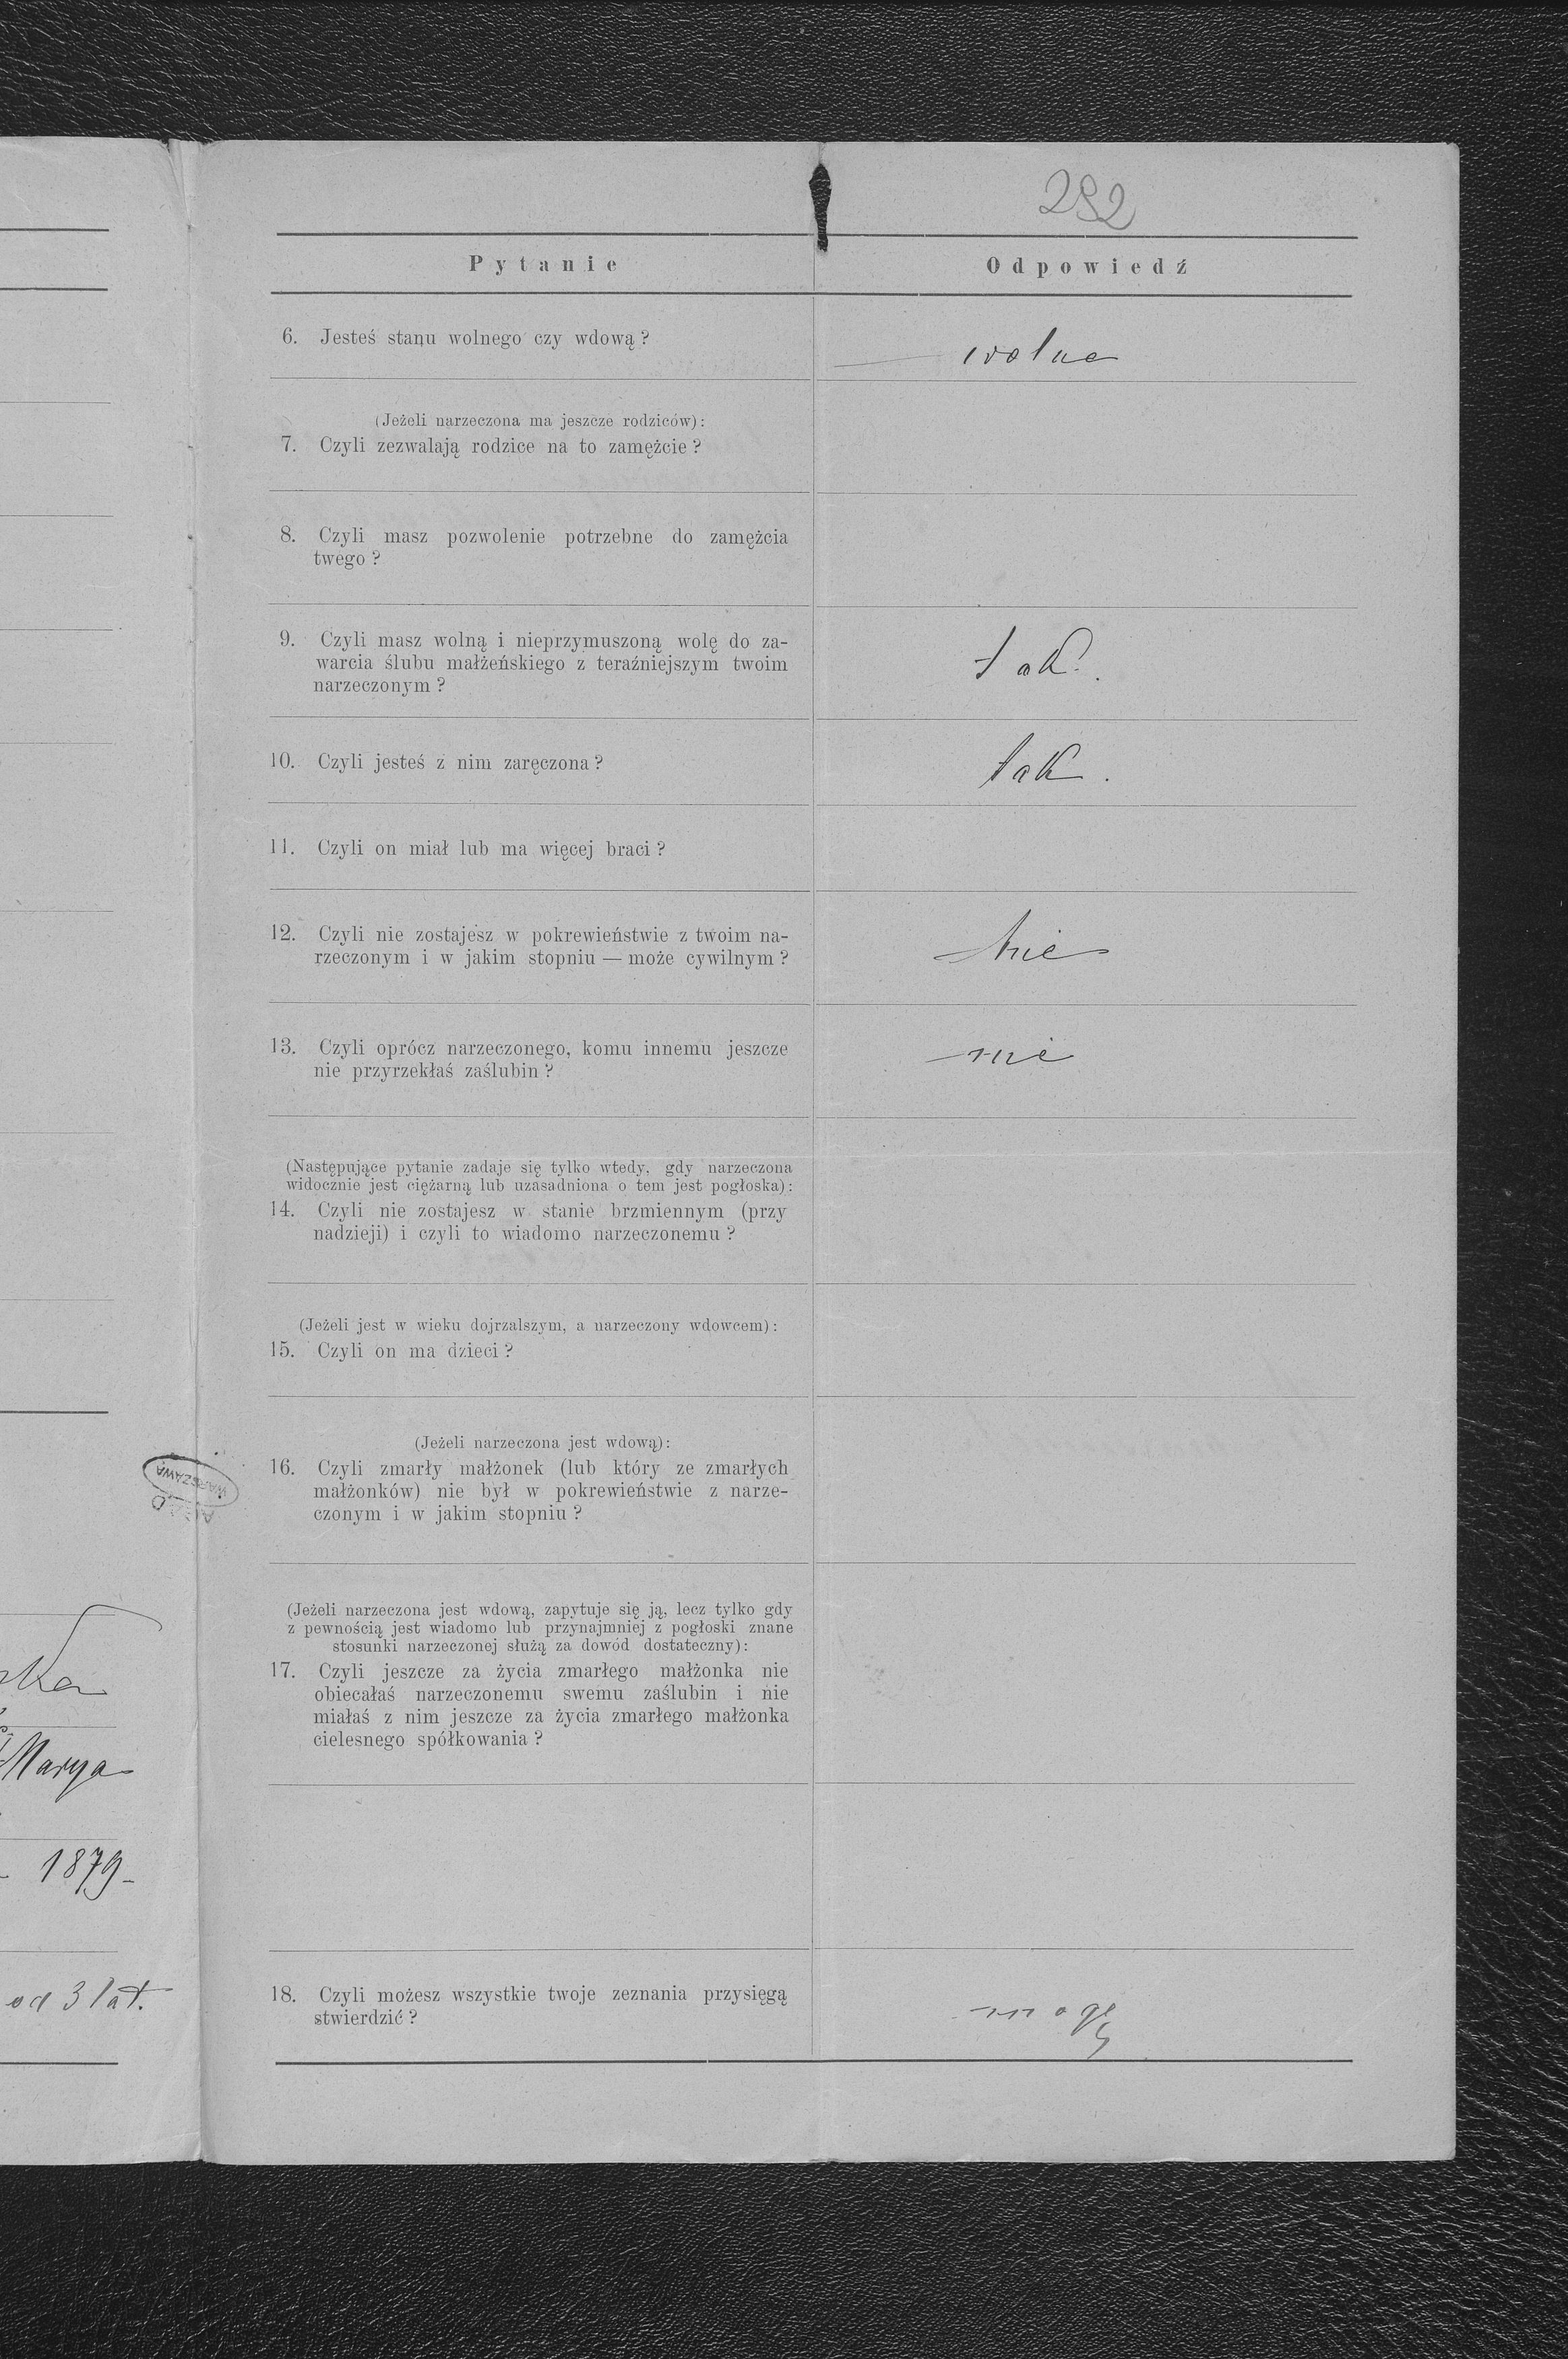 292
Pytanie
Odpowiedź
6. Jesteś stanu wolnego czy wdową?
wolna
(Jeżeli narzeczona ma jeszcze rodziców):
7. Czyli zezwalają rodzice na to zamężcie?
8. Czyli masz pozwolenie potrzebne do zamężcia
twego?
9. Czyli masz wolną i nieprzymuszoną wolę do za-
warcia ślubu małżeńskiego z teraźniejszym twoim
narzeczonym?
tak.
10. Czyli jesteś z nim zaręczona?
tak.
11. Czyli on miał lub ma więcej braci?
12. Czyli nie zostajesz w pokrewieństwie z twoim na-
rzeczonym i w jakim stopniu — może cywilnym?
Nie
13. Czyli oprócz narzeczonego, komu innemu jeszcze
nie przyrzekłaś zaślubin?
nie
(Następujące pytanie zadaje się tylko wtedy, gdy narzeczona
widocznie jest ciężarną lub uzasadniona o tem jest pogłoska):
14. Czyli nie zostajesz w stanie brzmiennym (przy
nadzieji) i czyli to wiadomo narzeczonemu?
(Jeżeli jest w wieku dojrzalszym, a narzeczony wdowcem):
15. Czyli on ma dzieci?
(Jeżeli narzeczona jest wdową):
16. Czyli zmarły małżonek (lub który ze zmarłych
małżonków) nie był w pokrewieństwie z narze-
czonym i w jakim stopniu?
WARSZAWA
(Jeżeli narzeczona jest wdową, zapytuje się ją, lecz tylko gdy
z pewnością jest wiadomo lub przynajmniej z pogłoski znane
stosunki narzeczonej służą za dowód dostateczny):
17. Czyli jeszcze za życia zmarłego małżonka nie
obiecałaś narzeczonemu swemu zaślubin i nie
miałaś z nim jeszcze za życia zmarłego małżonka
cielesnego spółkowania?
ska
Marya
1879
od 3 lat.
18. Czyli możesz wszystkie twoje zeznania przysięgą
stwierdzić?
mogę